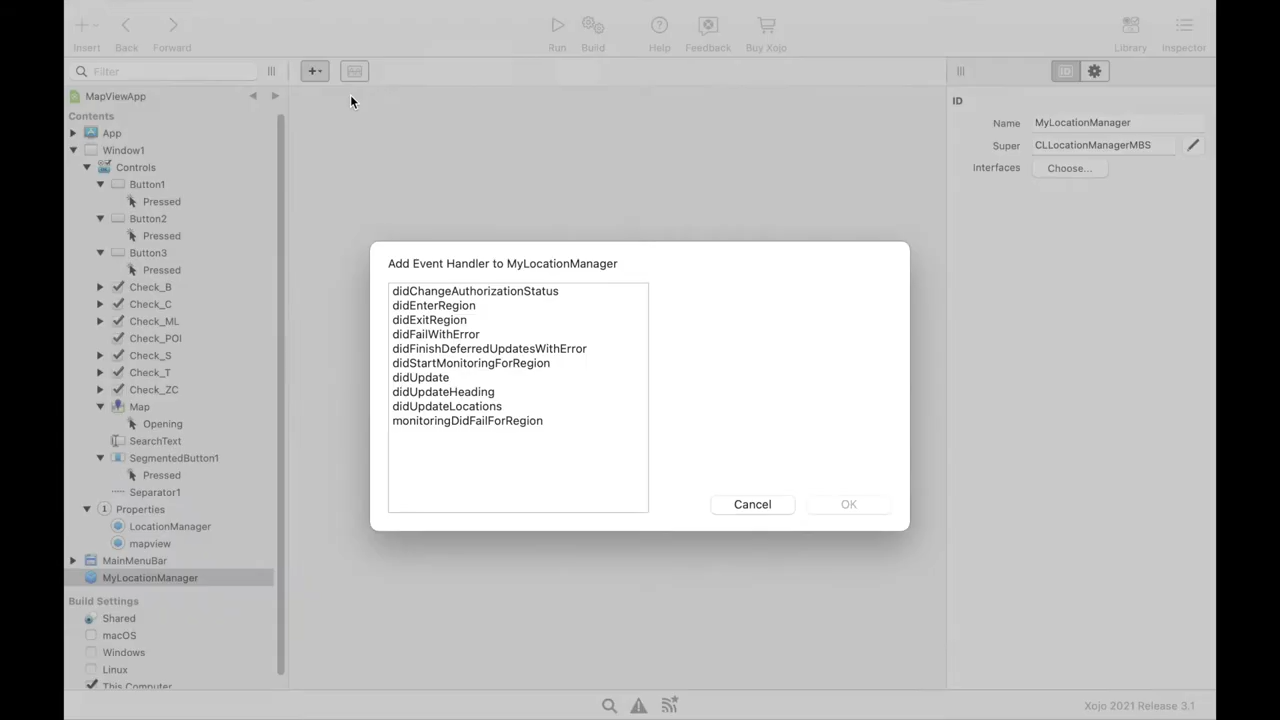 Insert
Back
Forward
Run
Build
Help
Feedback
Buy Xojo
Library
Inspector
Filter
MapViewApp
Contents
App
Window1
Controls
Button1
Pressed
Button2
Pressed
Button3
Pressed
Check_B
Check_C
Check_ML
Check_POI
Check_S
Check_T
Check_ZC
Map
Opening
SearchText
SegmentedButton1
Pressed
Separator1
Properties
LocationManager
mapview
MainMenuBar
MyLocationManager
Build Settings
Shared
macOS
Windows
Linux
This Computer
Add Event Handler to MyLocationManager
didChangeAuthorizationStatus
didEnterRegion
didExitRegion
didFailWithError
didFinishDeferredUpdatesWithError
didStartMonitoringForRegion
didUpdate
didUpdateHeading
didUpdateLocations
monitoringDidFailForRegion
Cancel
OK
ID
ID
Name MyLocationManager
Super CLLocationManagerMBS
Interfaces Choose...
Xojo 2021 Release 3.1